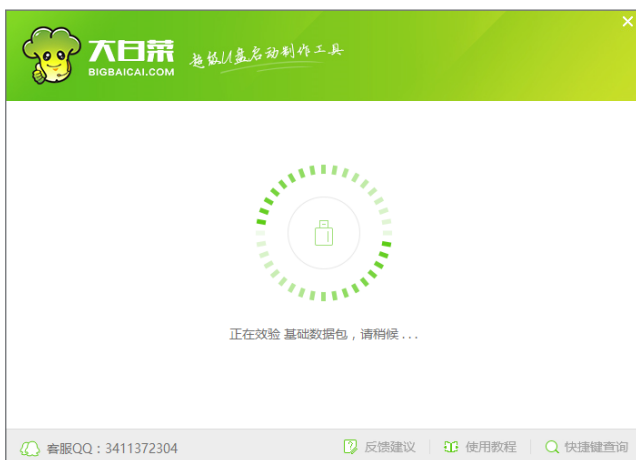 大白菜
BIGBAICAI.COM
超级U盘启动制作工具
正在效验 基础数据包，请稍候 . . .
客服QQ：3411372304
反馈建议
使用教程
快捷键查询